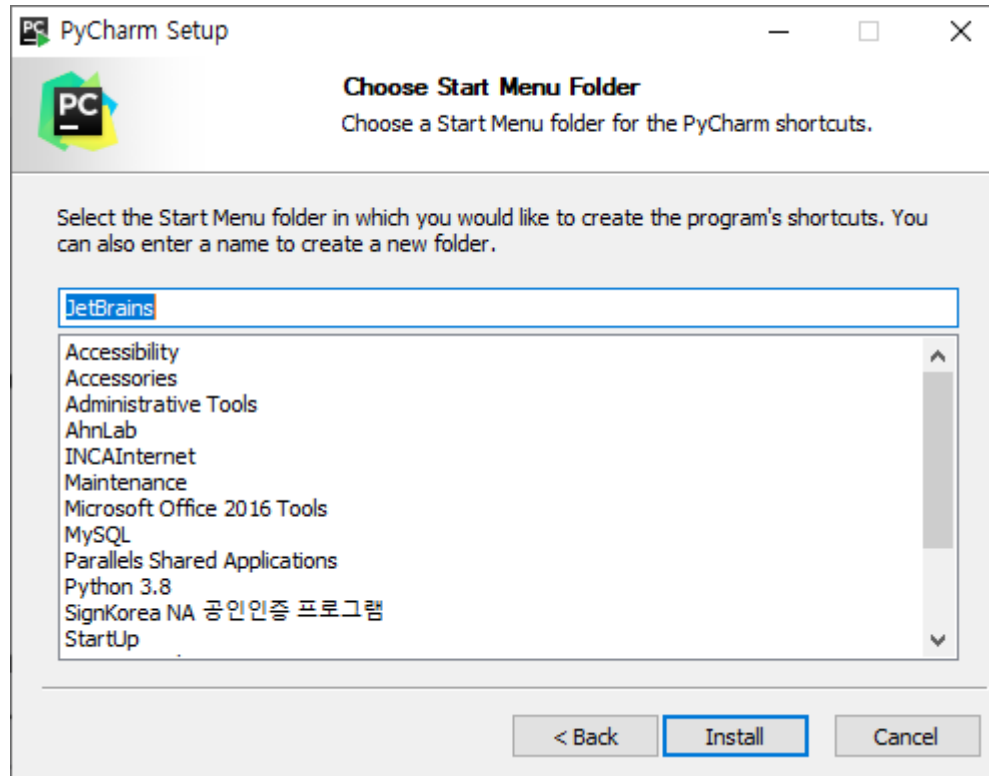 PC PyCharm Setup
PC
Choose Start Menu Folder
Choose a Start Menu folder for the PyCharm shortcuts.
Select the Start Menu folder in which you would like to create the program's shortcuts. You
can also enter a name to create a new folder.
JetBrains
Accessibility
Accessories
Administrative Tools
AhnLab
INCAInternet
Maintenance
Microsoft Office 2016 Tools
MySQL
Parallels Shared Applications
Python 3.8
SignKorea NA 공인인증 프로그램
StartUp
< Back Install Cancel